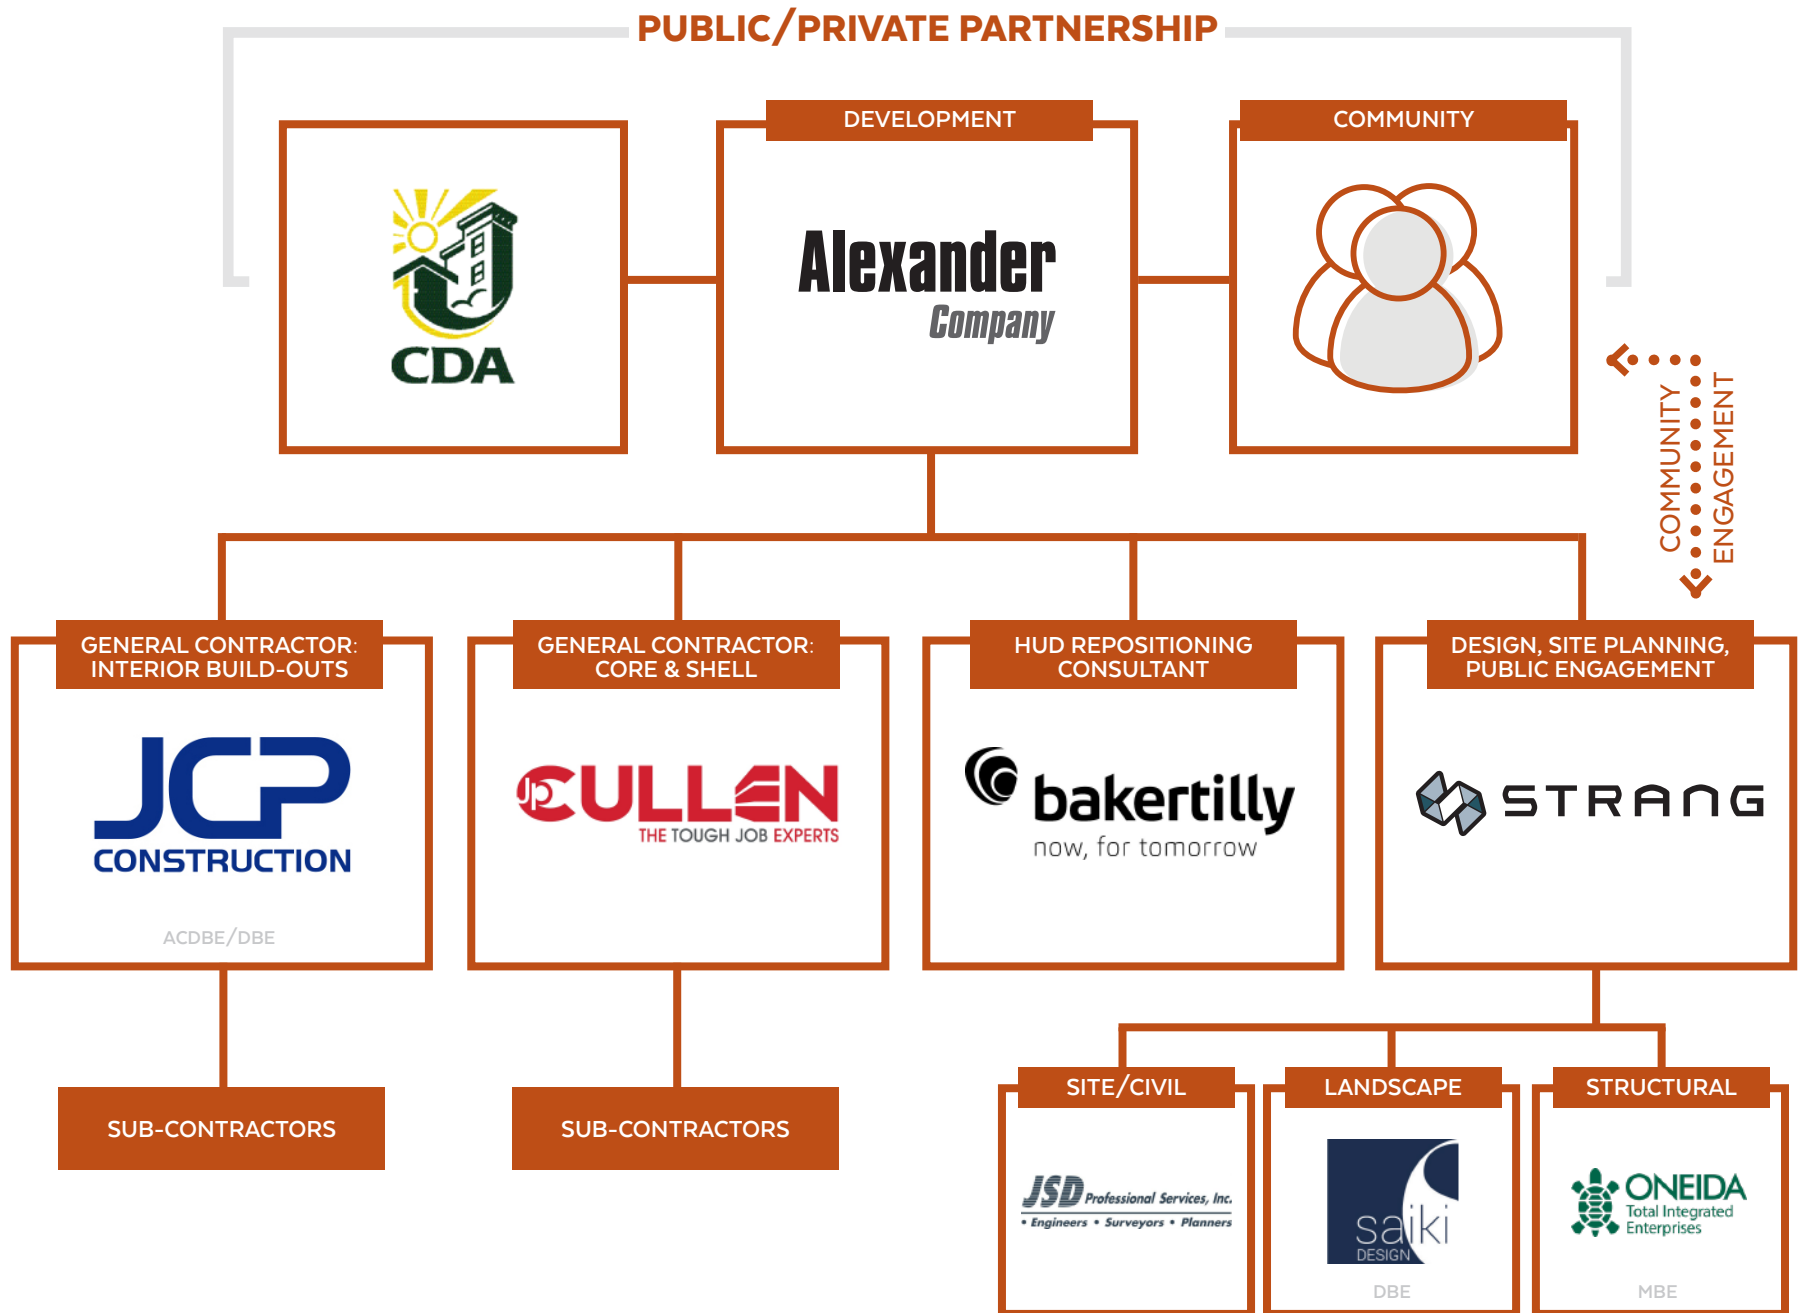 PUBLIC/PRIVATE PARTNERSHIP
CDA
DEVELOPMENT
Alexander
Company
COMMUNITY
COMMUNITY
ENGAGEMENT
GENERAL CONTRACTOR:
INTERIOR BUILD-OUTS
JCP
CONSTRUCTION
ACDBE/DBE
GENERAL CONTRACTOR:
CORE & SHELL
JP CULLEN
THE TOUGH JOB EXPERTS
HUD REPOSITIONING
CONSULTANT
bakertilly
now, for tomorrow
DESIGN, SITE PLANNING,
PUBLIC ENGAGEMENT
STRANG
SUB-CONTRACTORS
SUB-CONTRACTORS
SITE/CIVIL
JSD Professional Services, Inc.
• Engineers • Surveyors • Planners
LANDSCAPE
saiki
DESIGN
DBE
STRUCTURAL
ONEIDA
Total Integrated
Enterprises
MBE